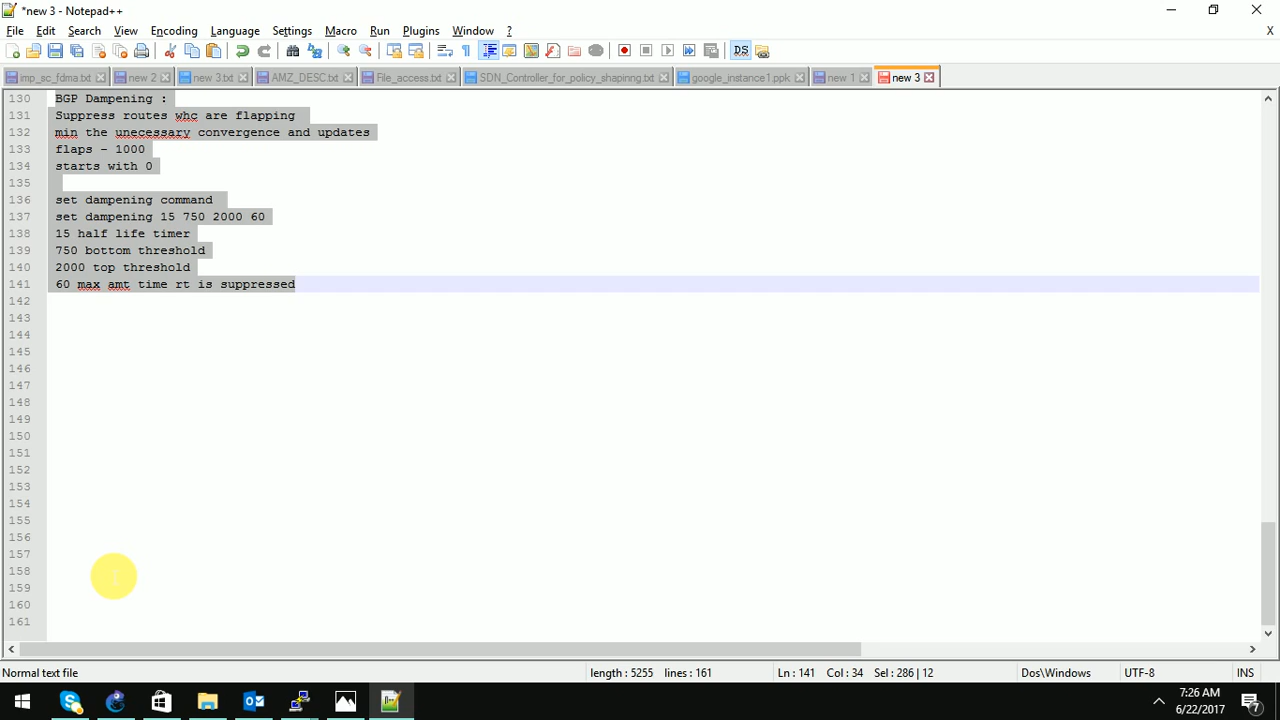 *new 3 - Notepad++
File Edit Search View Encoding Language Settings Macro Run Plugins Window ?
X
imp_sc_fdma.txt new 2 new 3.txt AMZ_DESC.txt File_access.txt SDN_Controller_for_policy_shapinng.txt google_instance1.ppk new 1 new 3
130 BGP Dampening :
131 Suppress routes whc are flapping
132 min the unecessary convergence and updates
133 flaps - 1000
134 starts with 0
135
136 set dampening command
137 set dampening 15 750 2000 60
138 15 half life timer
139 750 bottom threshold
140 2000 top threshold
141 60 max amt time rt is suppressed
142
143
144
145
146
147
148
149
150
151
152
153
154
155
156
157
158
159
160
161
Normal text file length : 5255 lines : 161 Ln : 141 Col : 34 Sel : 286 | 12 Dos\Windows UTF-8 INS
7:26 AM
6/22/2017
7